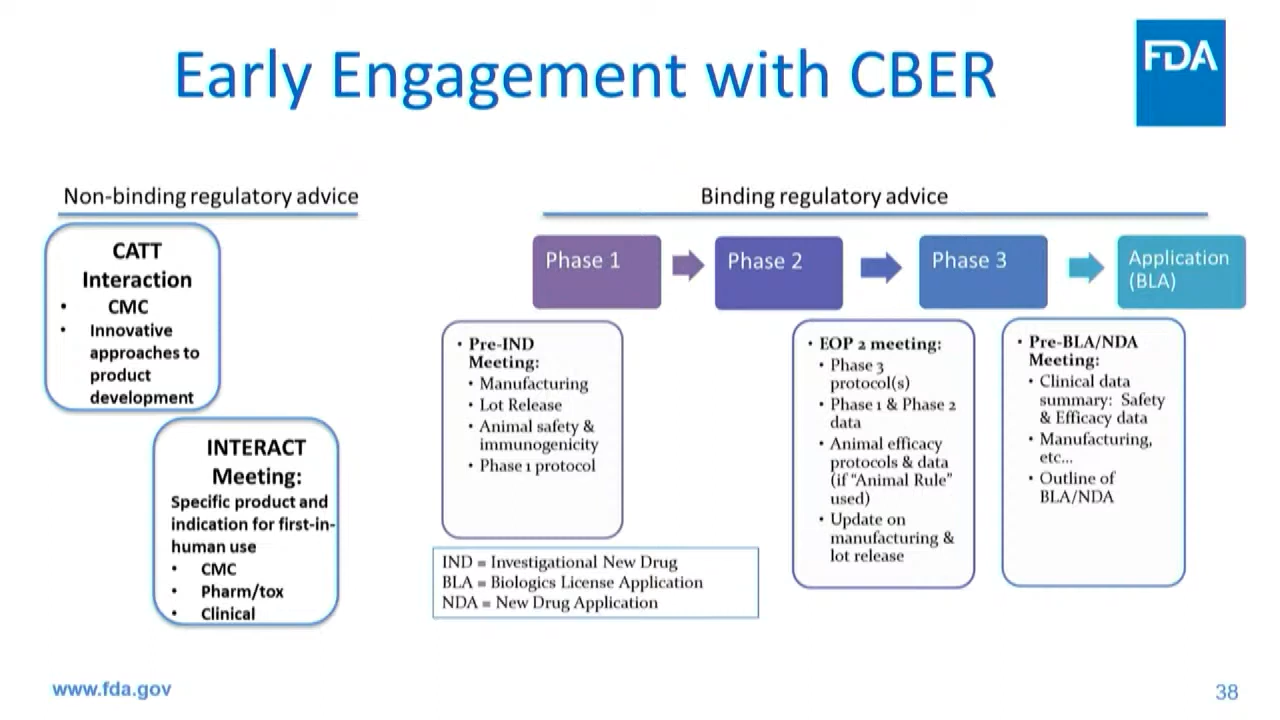 Early Engagement with CBER
FDA
Non-binding regulatory advice
CATT
Interaction
• CMC
• Innovative
approaches to
product
development
INTERACT
Meeting:
Specific product and
indication for first-in-
human use
• CMC
• Pharm/tox
• Clinical
Binding regulatory advice
Phase 1
Phase 2
Phase 3
Application
(BLA)
• Pre-IND
Meeting:
• Manufacturing
• Lot Release
• Animal safety &
immunogenicity
• Phase 1 protocol
• EOP 2 meeting:
• Phase 3
protocol(s)
• Phase 1 & Phase 2
data
• Animal efficacy
protocols & data
(if “Animal Rule”
used)
• Update on
manufacturing &
lot release
• Pre-BLA/NDA
Meeting:
• Clinical data
summary: Safety
& Efficacy data
• Manufacturing,
etc...
• Outline of
BLA/NDA
IND = Investigational New Drug
BLA = Biologics License Application
NDA = New Drug Application
www.fda.gov
38